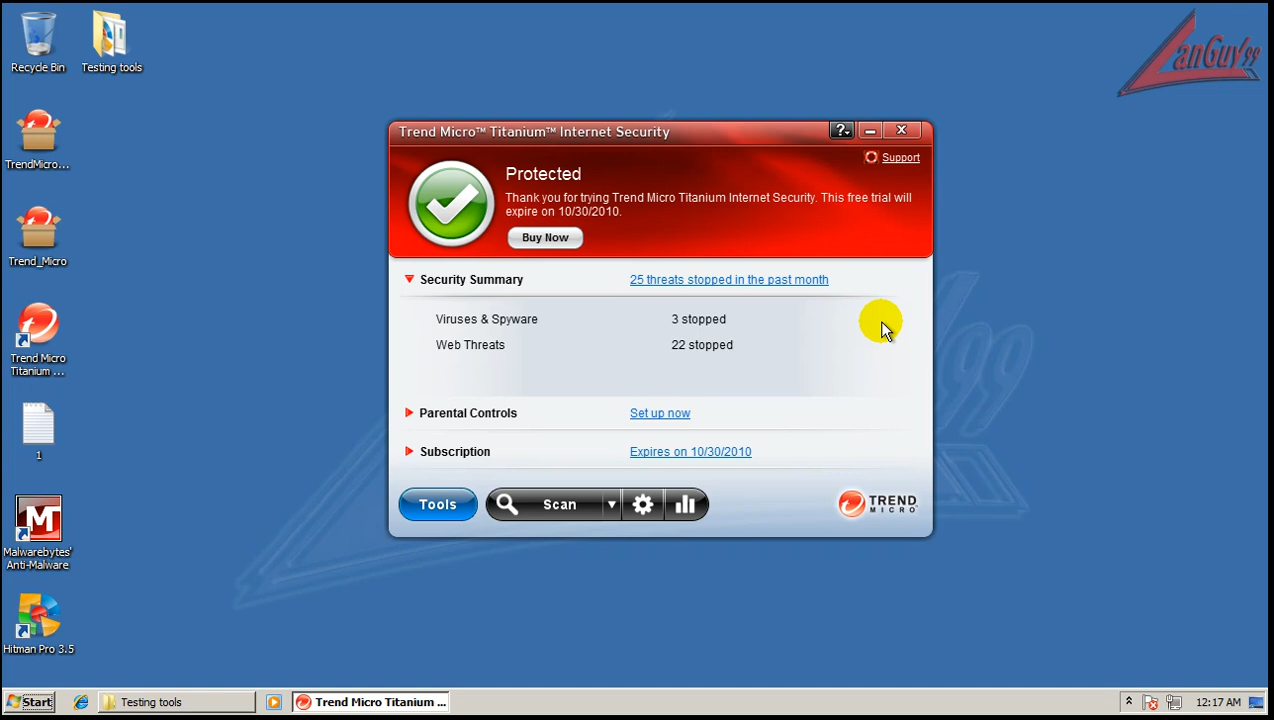 Recycle Bin
Testing tools
LanGuy99
TrendMicro...
Trend_Micro
Trend Micro
Titanium ...
1
Malwarebytes'
Anti-Malware
Hitman Pro 3.5
Trend Micro™ Titanium™ Internet Security
?
Support
Protected
Thank you for trying Trend Micro Titanium Internet Security. This free trial will
expire on 10/30/2010.
Buy Now
Security Summary
25 threats stopped in the past month
Viruses & Spyware
3 stopped
Web Threats
22 stopped
Parental Controls
Set up now
Subscription
Expires on 10/30/2010
Tools
Scan
TREND
MICRO
Start
Testing tools
Trend Micro Titanium ...
12:17 AM